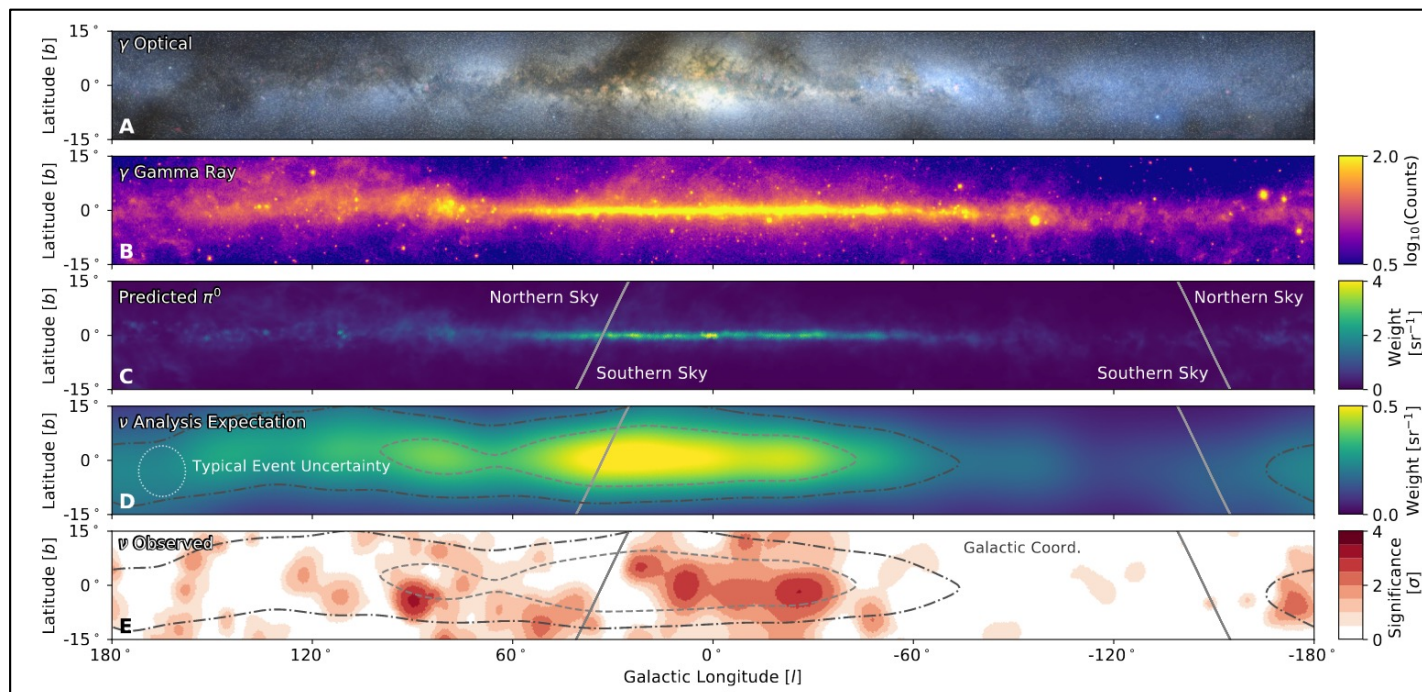 15°
γ Optical
Latitude [b]
0°
A
-15°
15°
γ Gamma Ray
Latitude [b]
0°
B
-15°
2.0
log₁₀(Counts)
0.5
15°
Predicted π⁰
Northern Sky
Northern Sky
Latitude [b]
0°
Southern Sky
Southern Sky
C
-15°
4
2
0
Weight
[sr⁻¹]
15°
ν Analysis Expectation
Latitude [b]
0°
Typical Event Uncertainty
D
-15°
0.5
0.0
Weight
[sr⁻¹]
15°
ν Observed
Galactic Coord.
Latitude [b]
0°
E
-15°
4
2
0
Significance
[σ]
180°
120°
60°
0°
-60°
-120°
-180°
Galactic Longitude [l]